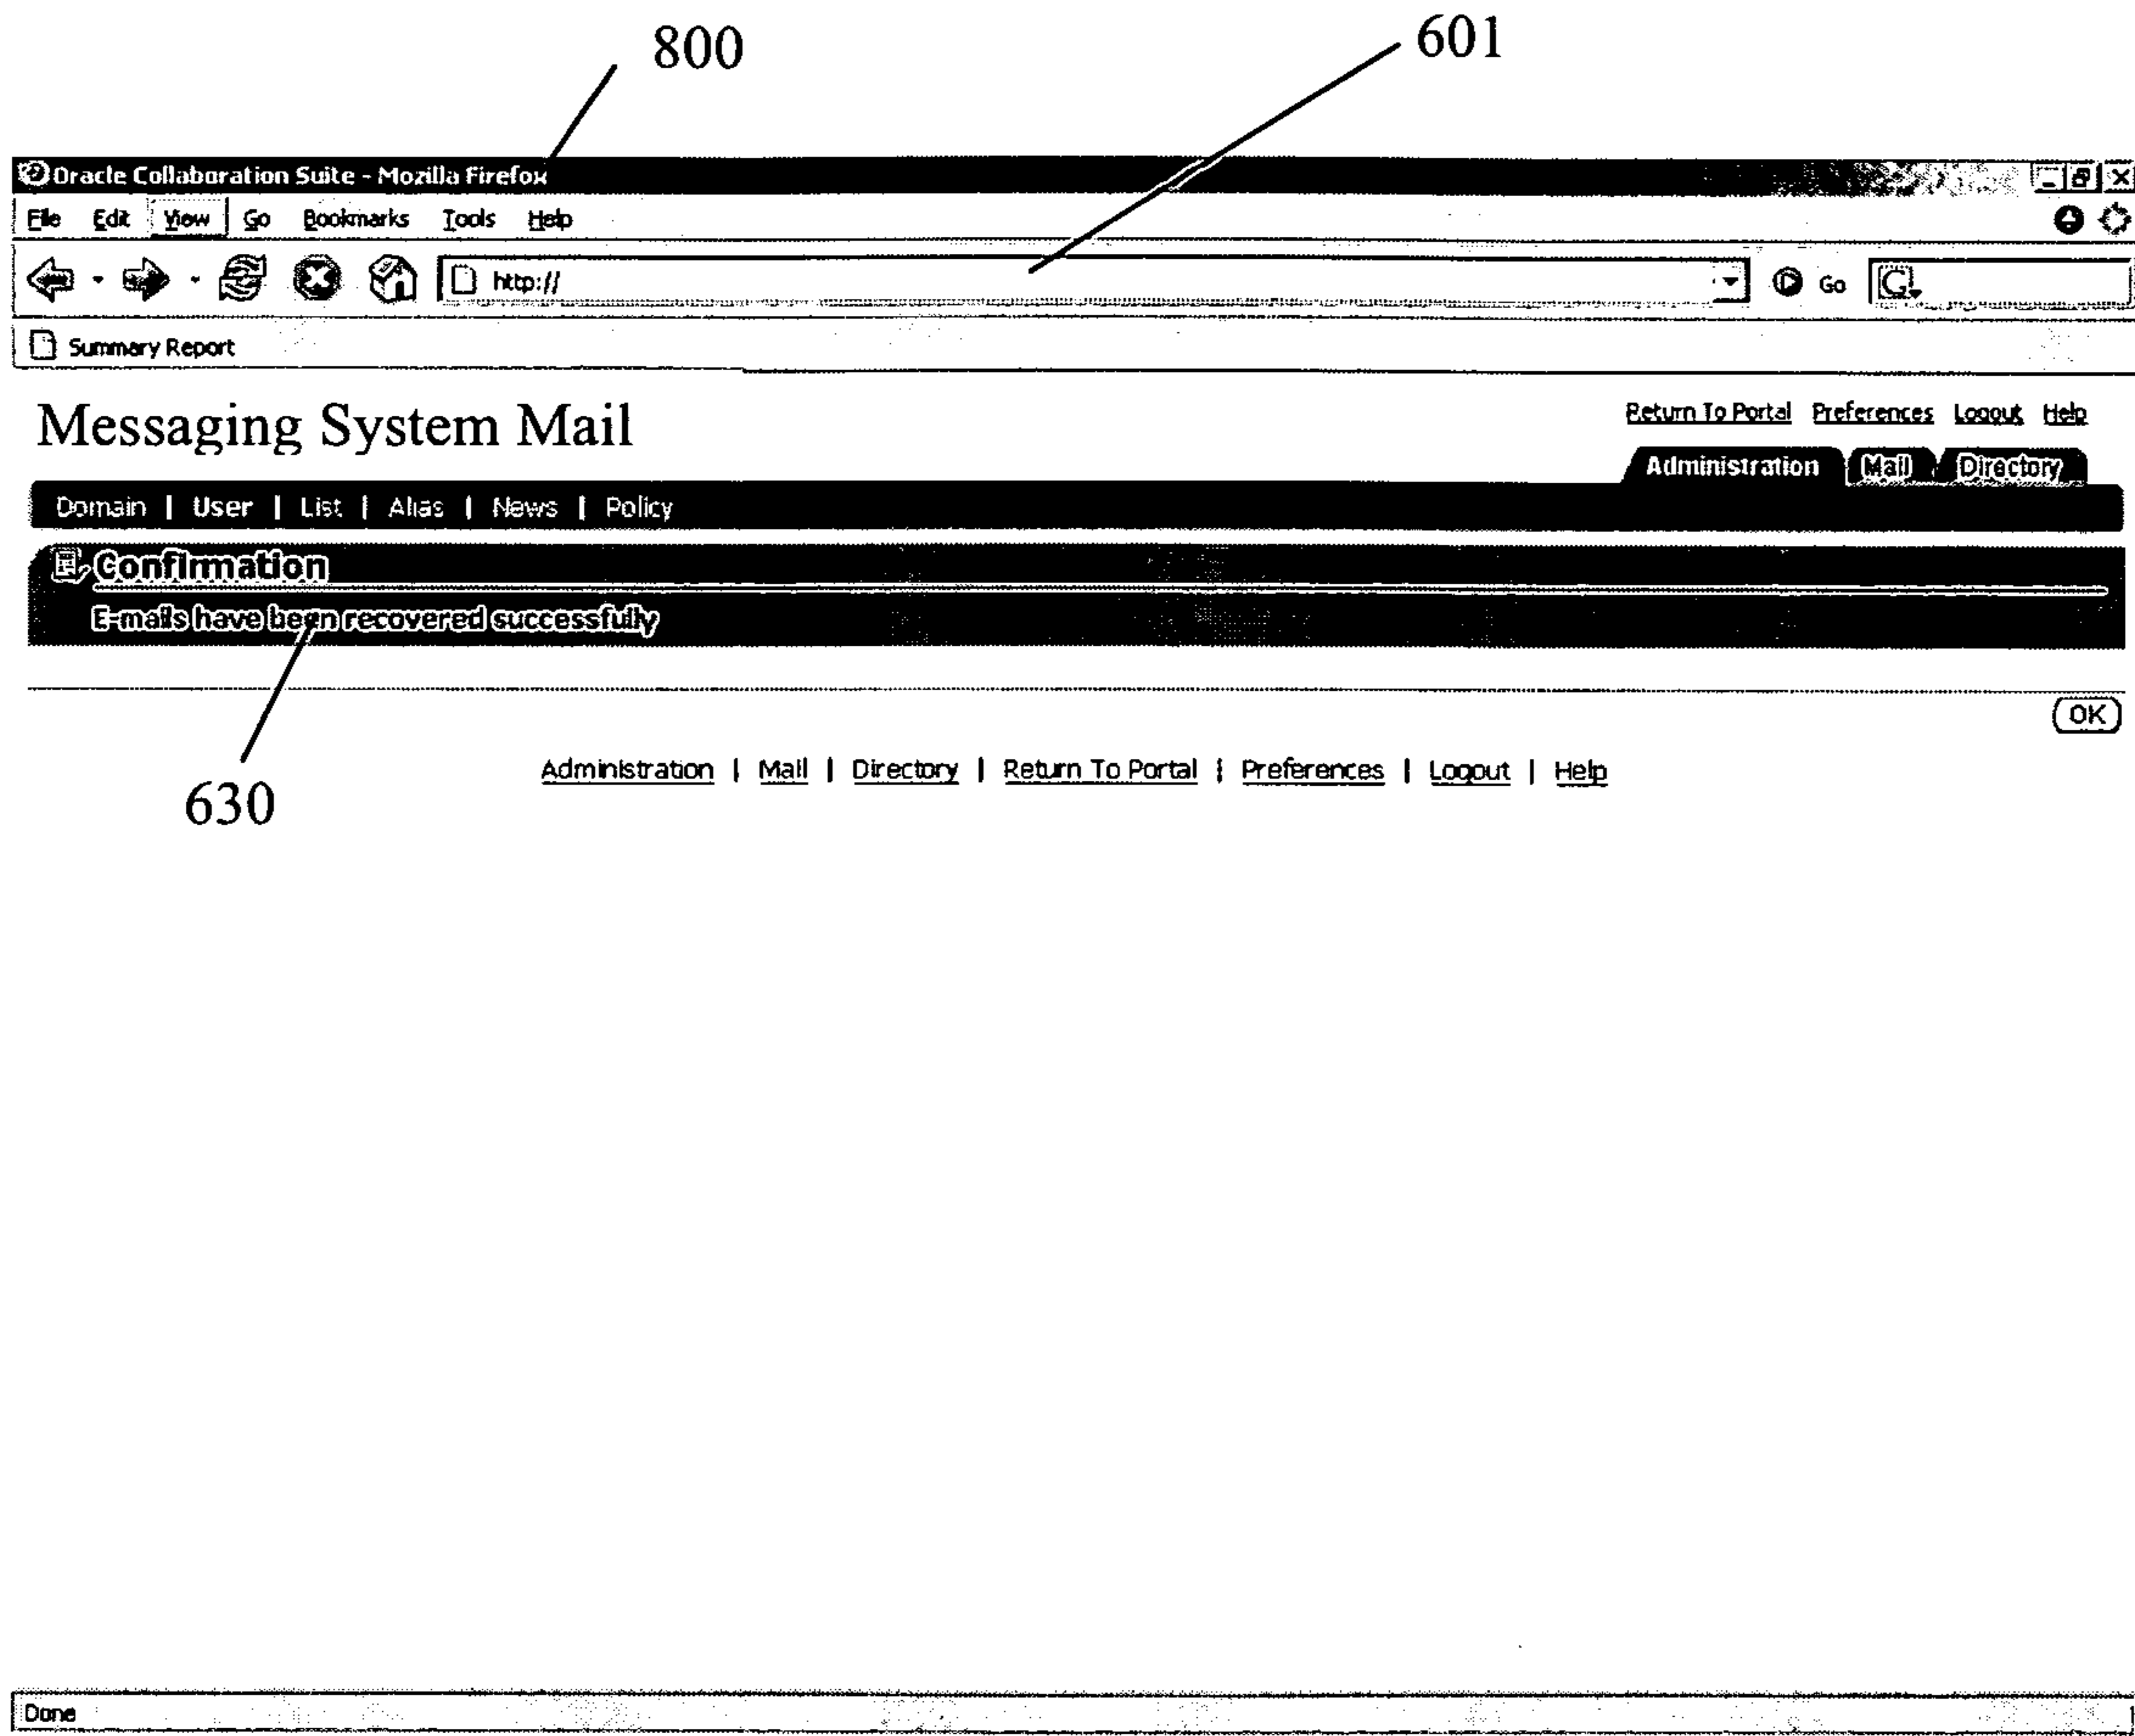 800
601
Oracle Collaboration Suite - Mozilla Firefox
File Edit View Go Bookmarks Tools Help
http://
Go
G
Summary Report
Messaging System Mail
Return To Portal Preferences Logout Help
Administration Mail Directory
Domain | User | List | Alias | News | Policy
Confirmation
E-mails have been recovered successfully
OK
630
Administration | Mail | Directory | Return To Portal | Preferences | Logout | Help
Done